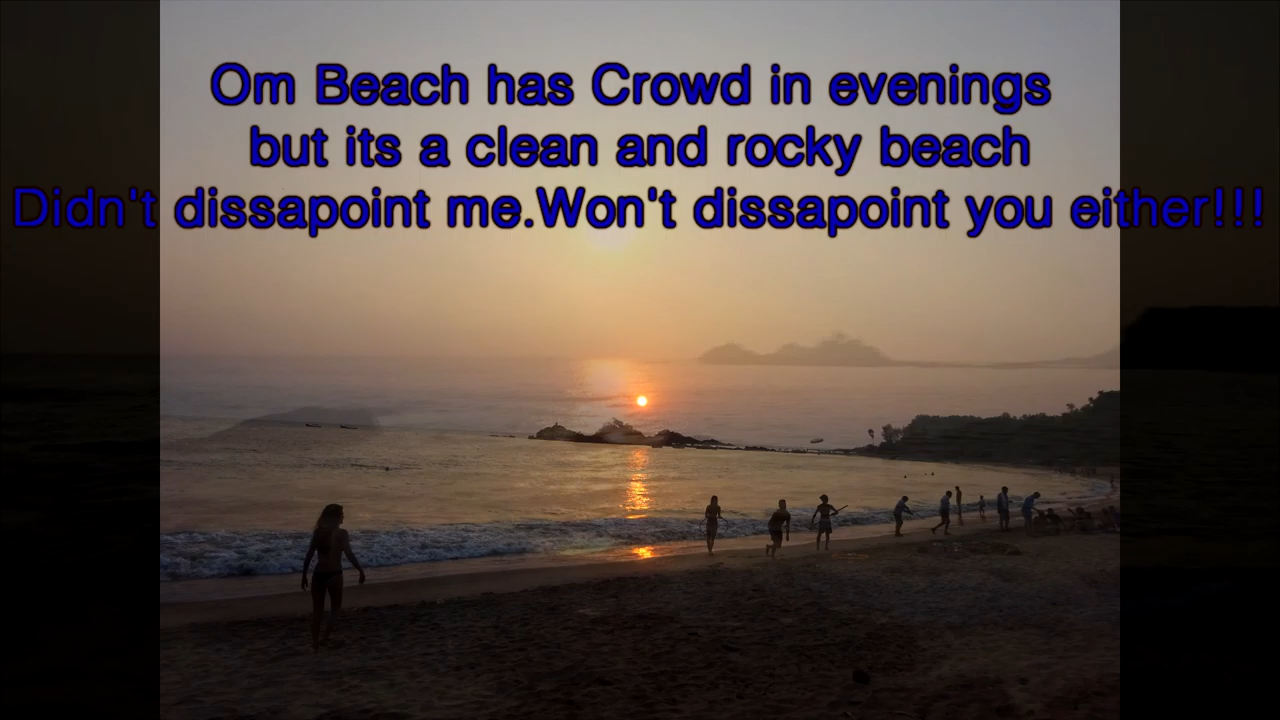 Om Beach has Crowd in evenings
but its a clean and rocky beach
Didn't dissapoint me.Won't dissapoint you either!!!